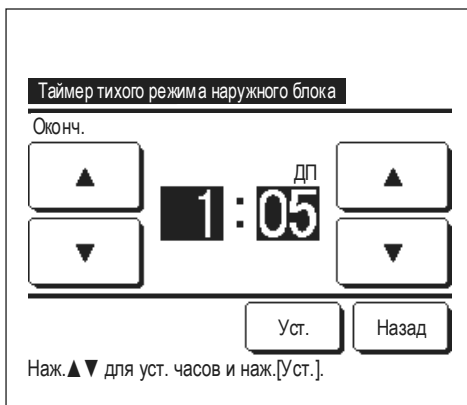 Таймер тихого режима наружного блока
Оконч.
▲ ДП ▲
1 : 05
▼ ▼
Уст. Назад
Наж.▲▼ для уст. часов и наж.[Уст.].